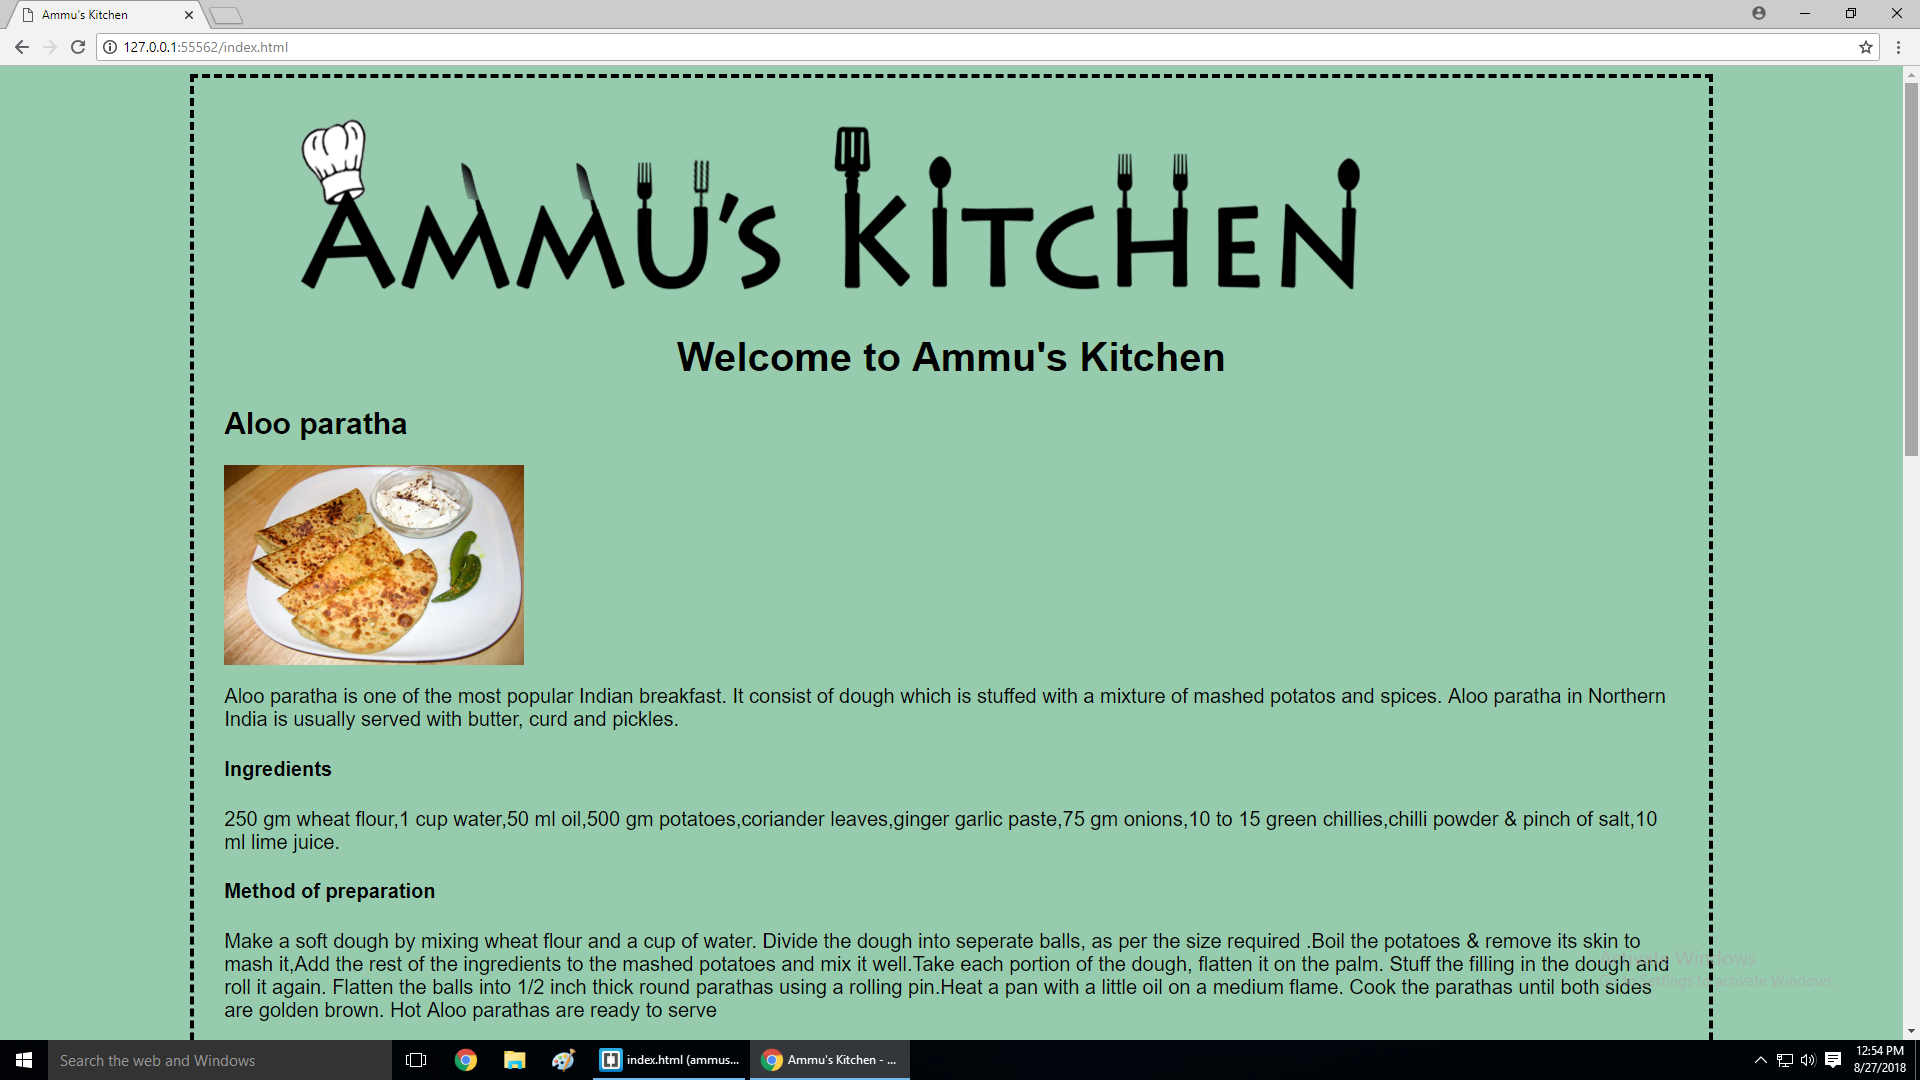 Ammu's Kitchen
127.0.0.1:55562/index.html
AMMU'S KITCHEN
Welcome to Ammu's Kitchen
Aloo paratha
Aloo paratha is one of the most popular Indian breakfast. It consist of dough which is stuffed with a mixture of mashed potatos and spices. Aloo paratha in Northern
India is usually served with butter, curd and pickles.
Ingredients
250 gm wheat flour,1 cup water,50 ml oil,500 gm potatoes,coriander leaves,ginger garlic paste,75 gm onions,10 to 15 green chillies,chilli powder & pinch of salt,10
ml lime juice.
Method of preparation
Make a soft dough by mixing wheat flour and a cup of water. Divide the dough into seperate balls, as per the size required .Boil the potatoes & remove its skin to
mash it,Add the rest of the ingredients to the mashed potatoes and mix it well.Take each portion of the dough, flatten it on the palm. Stuff the filling in the dough and
roll it again. Flatten the balls into 1/2 inch thick round parathas using a rolling pin.Heat a pan with a little oil on a medium flame. Cook the parathas until both sides
are golden brown. Hot Aloo parathas are ready to serve
Activate Windows
Settings to activate Windows.
Search the web and Windows
index.html (ammus...
Ammu's Kitchen - ...
12:54 PM
8/27/2018